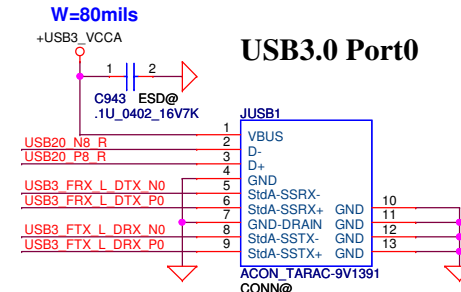 W=80mils
+USB3_VCCA
USB3.0 Port0
1 2
C943 ESD@
.1U_0402_16V7K
JUSB1
1 VBUS
USB20_N8_R 2 D-
USB20_P8_R 3 D+
4 GND
USB3_FRX_L_DTX_N0 5 StdA-SSRX-
USB3_FRX_L_DTX_P0 6 StdA-SSRX+ GND 10
7 GND-DRAIN GND 11
USB3_FTX_L_DRX_N0 8 StdA-SSTX- GND 12
USB3_FTX_L_DRX_P0 9 StdA-SSTX+ GND 13
ACON_TARAC-9V1391
CONN@